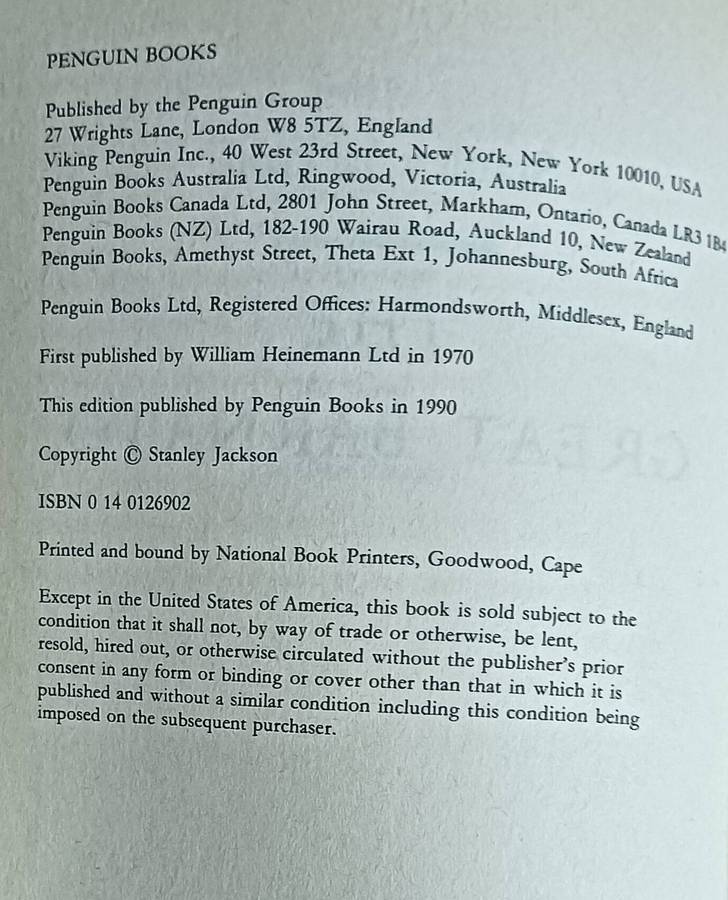 PENGUIN BOOKS
Published by the Penguin Group
27 Wrights Lane, London W8 5TZ, England
Viking Penguin Inc., 40 West 23rd Street, New York, New York 10010, USA
Penguin Books Australia Ltd, Ringwood, Victoria, Australia
Penguin Books Canada Ltd, 2801 John Street, Markham, Ontario, Canada LR3 1B4
Penguin Books (NZ) Ltd, 182-190 Wairau Road, Auckland 10, New Zealand
Penguin Books, Amethyst Street, Theta Ext 1, Johannesburg, South Africa
Penguin Books Ltd, Registered Offices: Harmondsworth, Middlesex, England
First published by William Heinemann Ltd in 1970
This edition published by Penguin Books in 1990
Copyright © Stanley Jackson
ISBN 0 14 0126902
Printed and bound by National Book Printers, Goodwood, Cape
Except in the United States of America, this book is sold subject to the
condition that it shall not, by way of trade or otherwise, be lent,
resold, hired out, or otherwise circulated without the publisher's prior
consent in any form or binding or cover other than that in which it is
published and without a similar condition including this condition being
imposed on the subsequent purchaser.